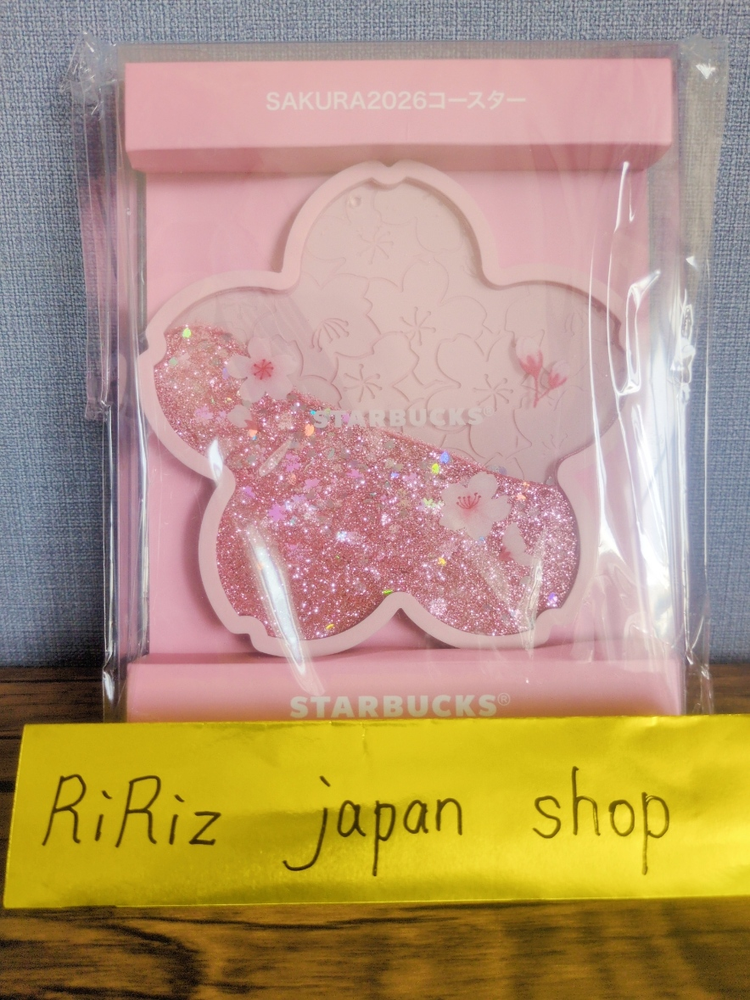 SAKURA2026コースター
STARBUCKS
STARBUCKS®
RiRiz japan shop